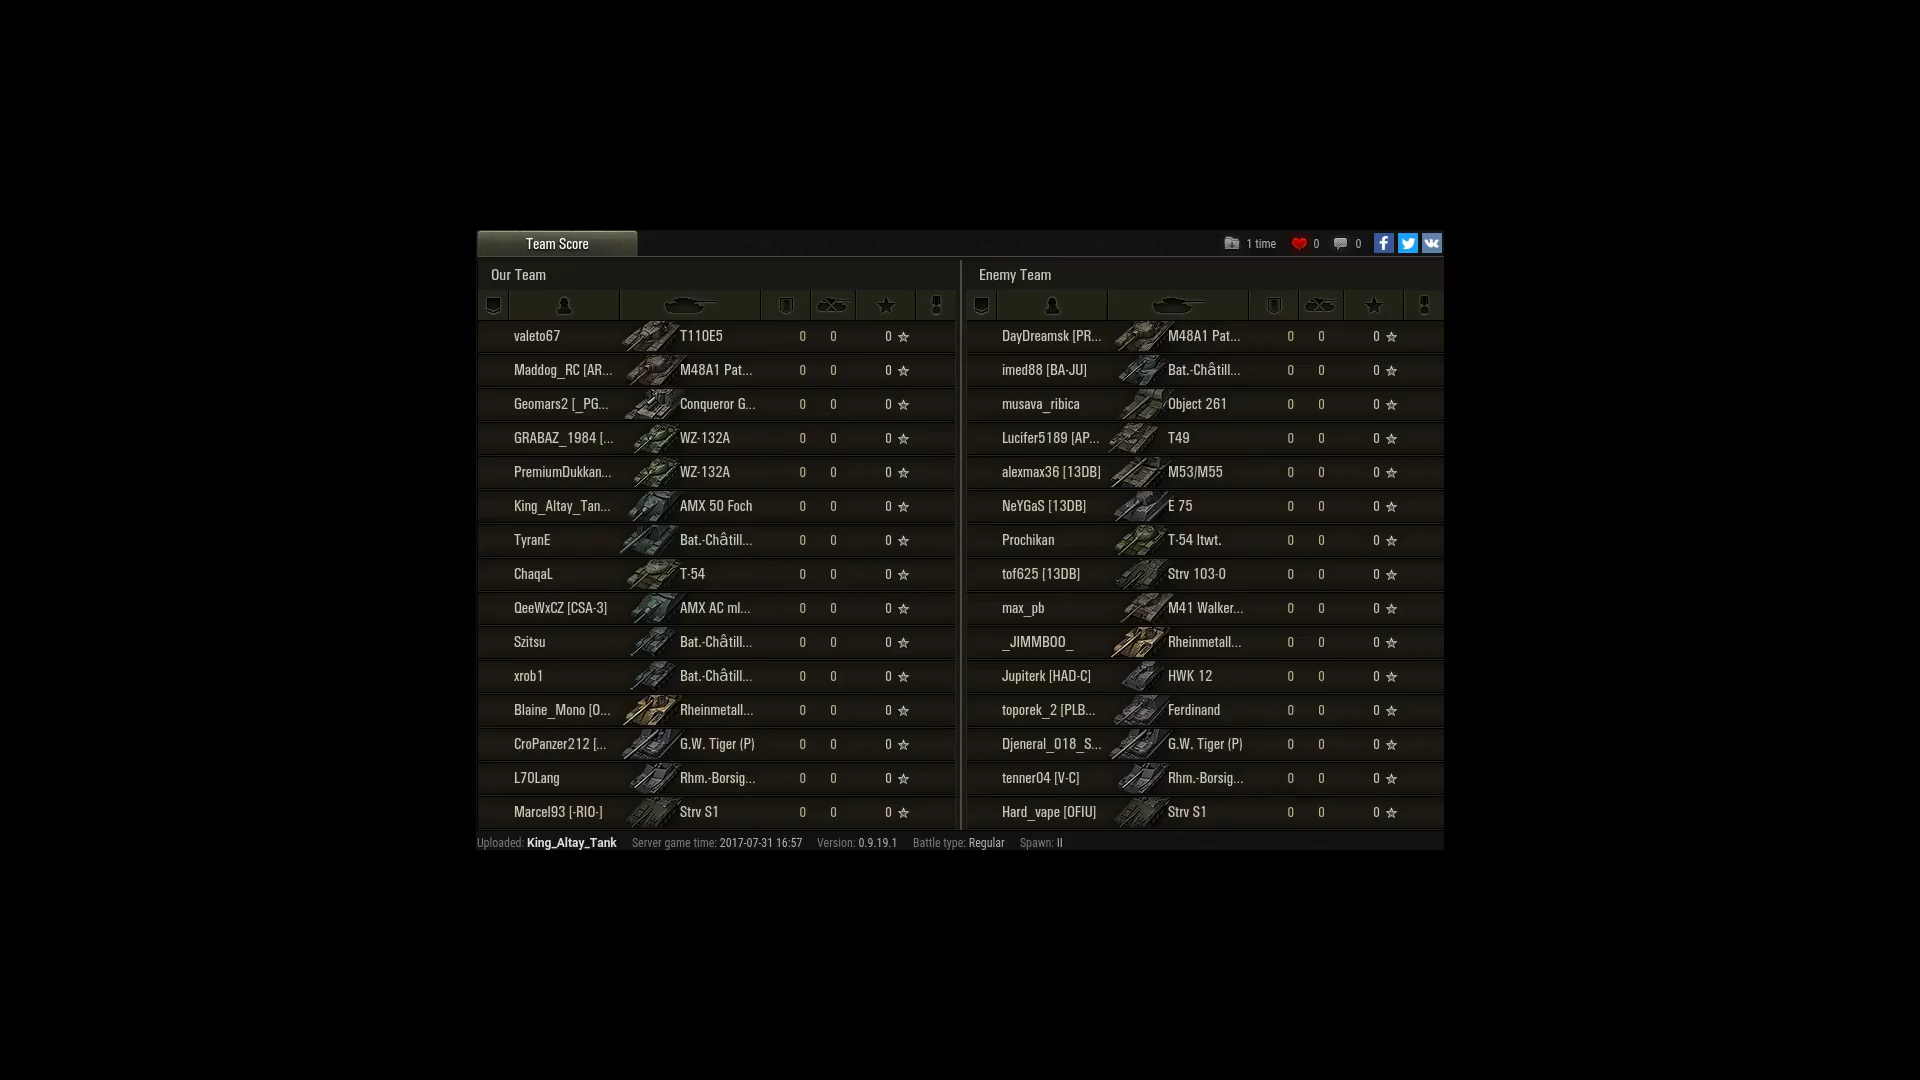 Team Score 1 time 0 0
Our Team Enemy Team
valeto67 T110E5 0 0 0 DayDreamsk [PR... M48A1 Pat... 0 0 0
Maddog_RC [AR... M48A1 Pat... 0 0 0 imed88 [BA-JU] Bat.-Châtill... 0 0 0
Geomars2 [_PG... Conqueror G... 0 0 0 musava_ribica Object 261 0 0 0
GRABAZ_1984 [... WZ-132A 0 0 0 Lucifer5189 [AP... T49 0 0 0
PremiumDukkan... WZ-132A 0 0 0 alexmax36 [13DB] M53/M55 0 0 0
King_Altay_Tan... AMX 50 Foch 0 0 0 NeYGaS [13DB] E 75 0 0 0
TyranE Bat.-Châtill... 0 0 0 Prochikan T-54 ltwt. 0 0 0
ChaqaL T-54 0 0 0 tof625 [13DB] Strv 103-0 0 0 0
QeeWxCZ [CSA-3] AMX AC ml... 0 0 0 max_pb M41 Walker... 0 0 0
Szitsu Bat.-Châtill... 0 0 0 _JIMMBOO_ Rheinmetall... 0 0 0
xrob1 Bat.-Châtill... 0 0 0 Jupiterk [HAD-C] HWK 12 0 0 0
Blaine_Mono [O... Rheinmetall... 0 0 0 toporek_2 [PLB... Ferdinand 0 0 0
CroPanzer212 [... G.W. Tiger (P) 0 0 0 Djeneral_018_S... G.W. Tiger (P) 0 0 0
L70Lang Rhm.-Borsig... 0 0 0 tenner04 [V-C] Rhm.-Borsig... 0 0 0
Marcel93 [-RIO-] Strv S1 0 0 0 Hard_vape [OFIU] Strv S1 0 0 0
Uploaded: King_Altay_Tank Server game time: 2017-07-31 16:57 Version: 0.9.19.1 Battle type: Regular Spawn: II